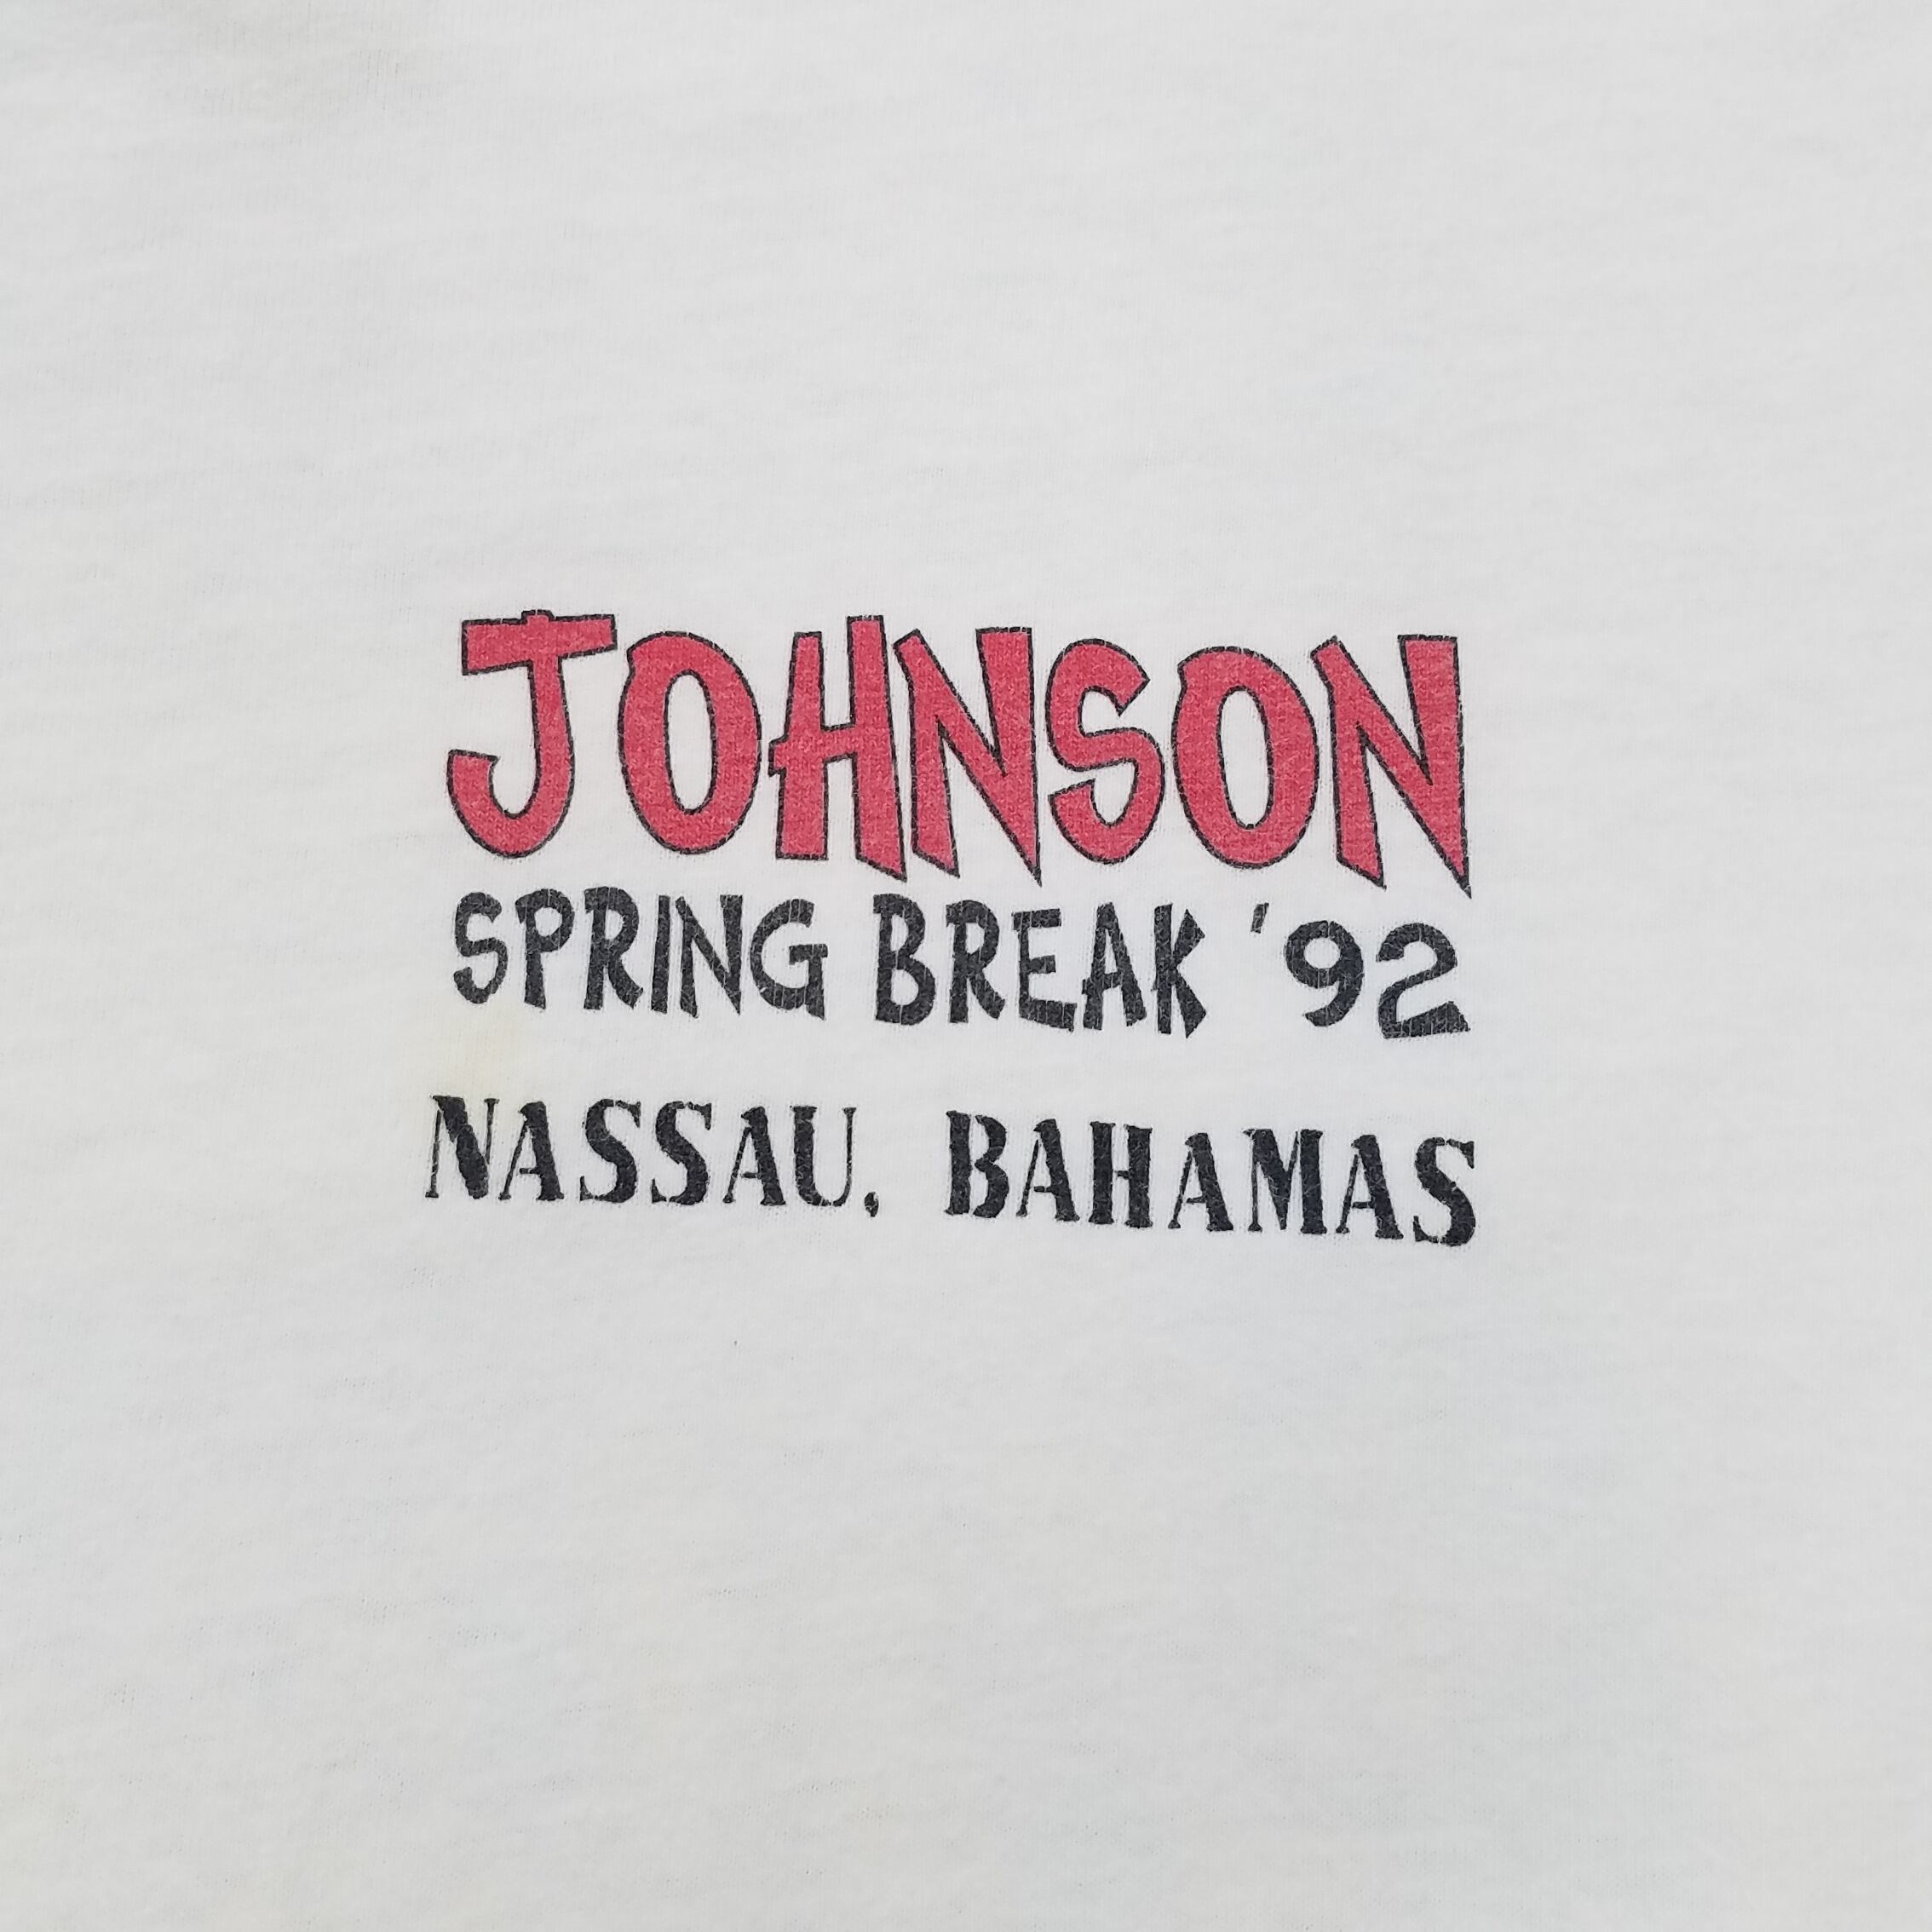 JOHNSON
SPRING BREAK '92
NASSAU, BAHAMAS